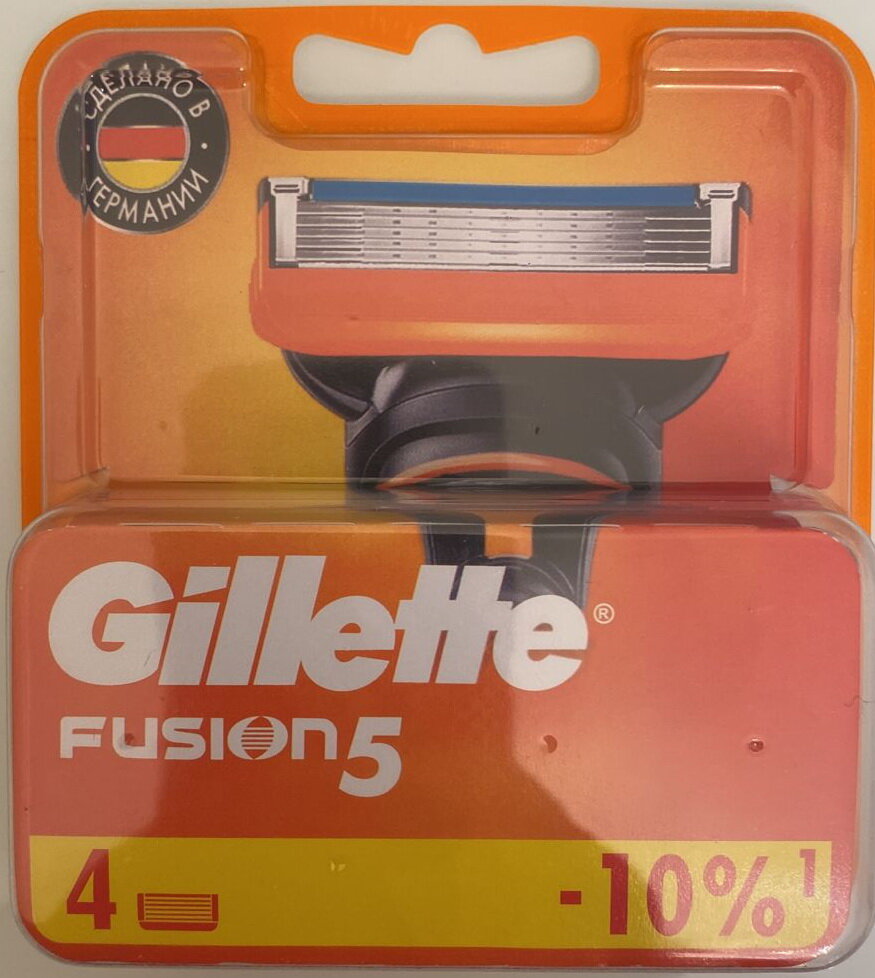 СДЕЛАНО В
ГЕРМАНИИ
Gillette®
FUSION5
4
-10%¹